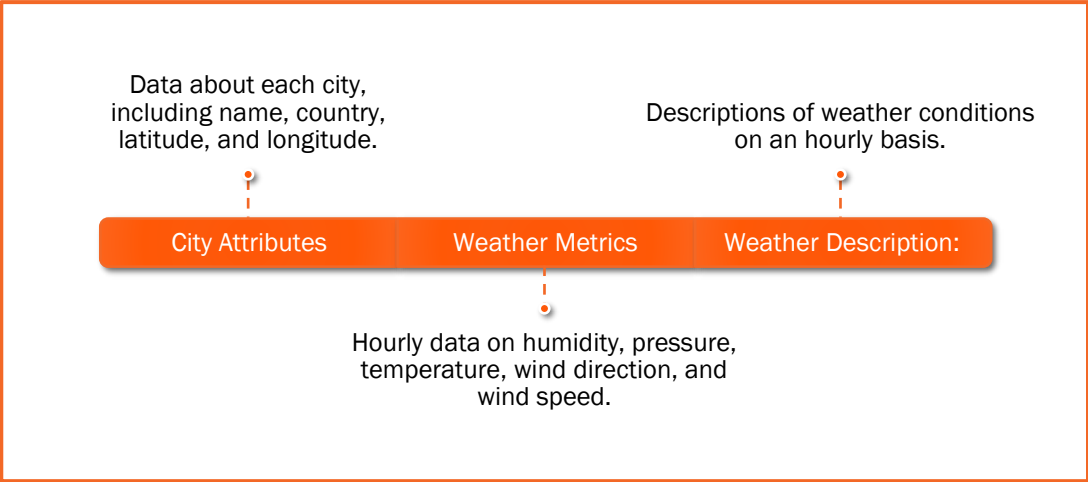 Data about each city,
including name, country,
latitude, and longitude.
Descriptions of weather conditions
on an hourly basis.
City Attributes
Weather Metrics
Weather Description:
Hourly data on humidity, pressure,
temperature, wind direction, and
wind speed.